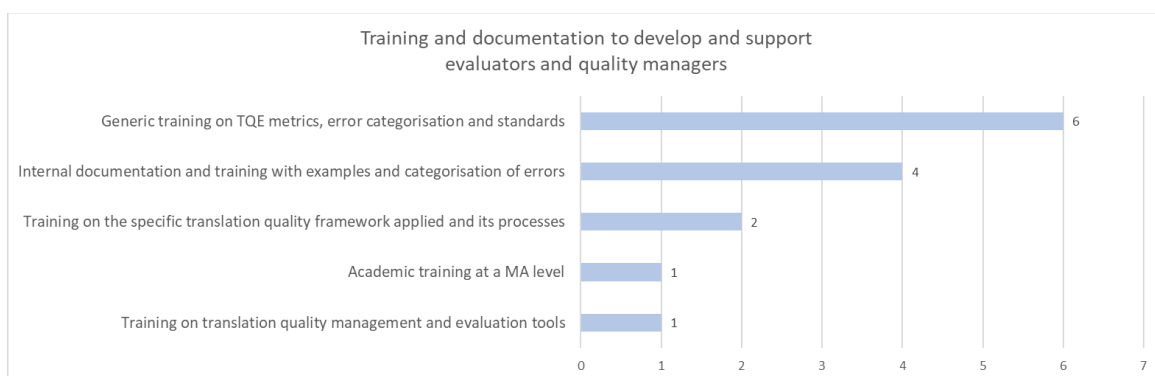 Training and documentation to develop and support
evaluators and quality managers
Generic training on TQE metrics, error categorisation and standards
6
Internal documentation and training with examples and categorisation of errors
4
Training on the specific translation quality framework applied and its processes
2
Academic training at a MA level
1
Training on translation quality management and evaluation tools
1
0 1 2 3 4 5 6 7